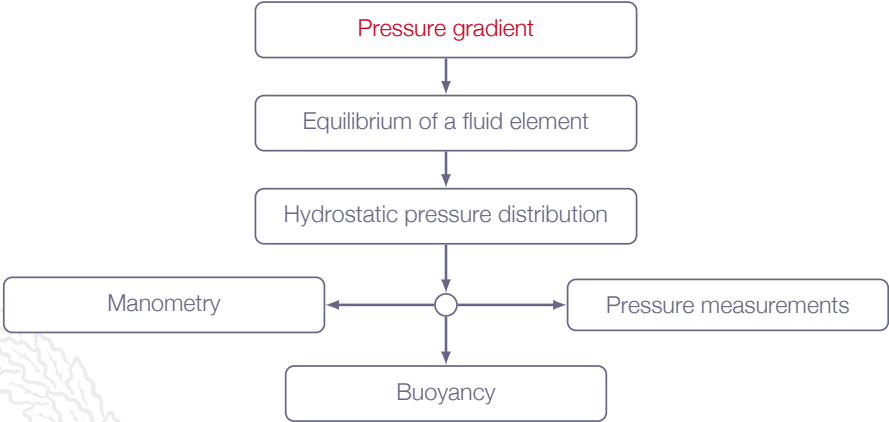 Pressure gradient
Equilibrium of a fluid element
Hydrostatic pressure distribution
Manometry
Pressure measurements
Buoyancy